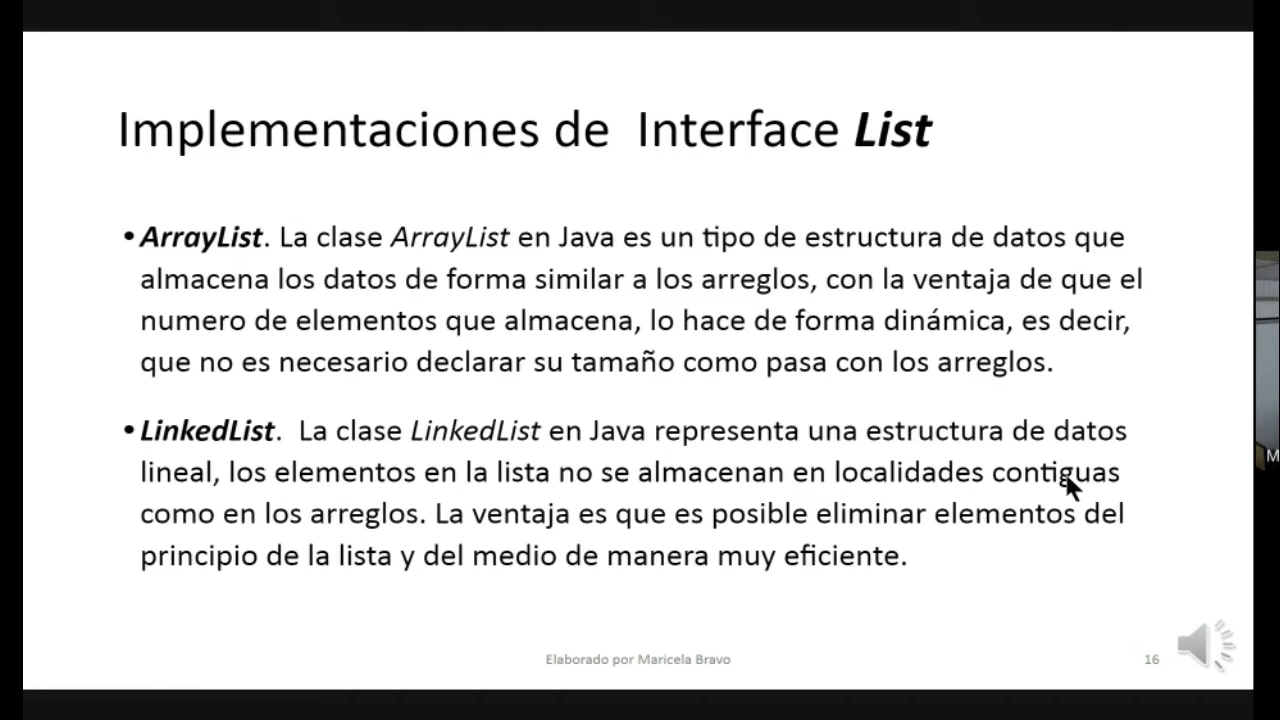 Implementaciones de Interface List
• ArrayList. La clase ArrayList en Java es un tipo de estructura de datos que
almacena los datos de forma similar a los arreglos, con la ventaja de que el
numero de elementos que almacena, lo hace de forma dinámica, es decir,
que no es necesario declarar su tamaño como pasa con los arreglos.
• LinkedList. La clase LinkedList en Java representa una estructura de datos
lineal, los elementos en la lista no se almacenan en localidades contiguas
como en los arreglos. La ventaja es que es posible eliminar elementos del
principio de la lista y del medio de manera muy eficiente.
Elaborado por Maricela Bravo
16
M